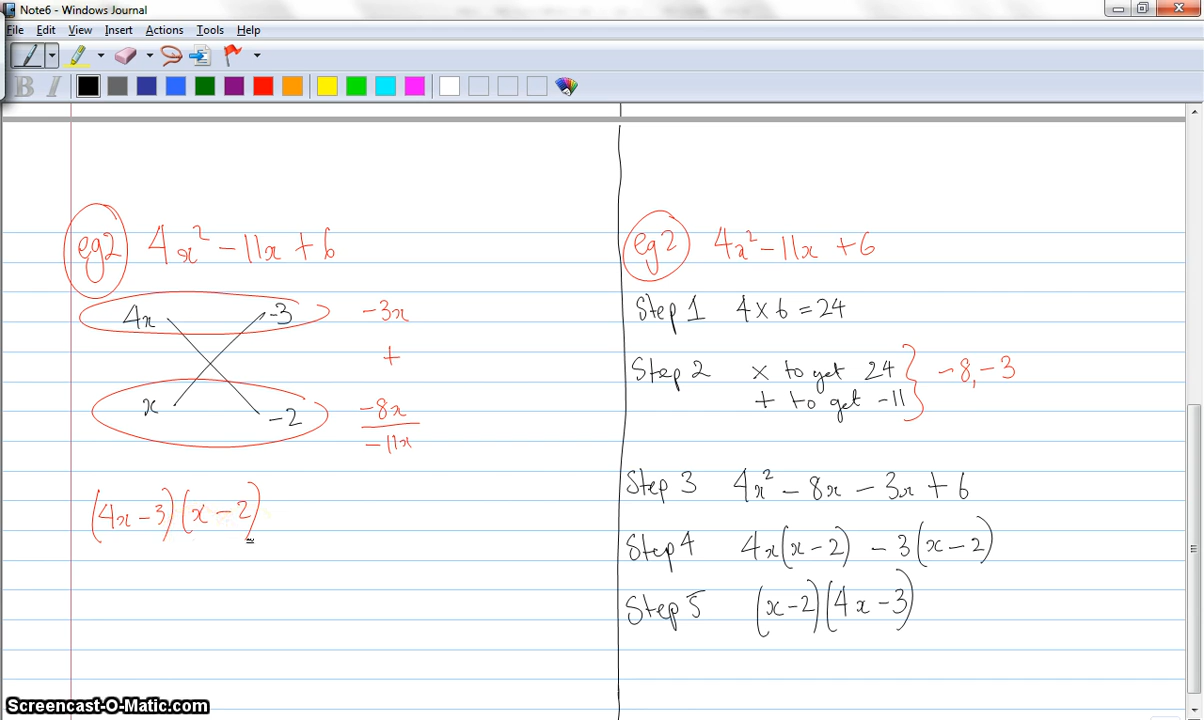 Note6 - Windows Journal
File Edit View Insert Actions Tools Help
B I
eg2 4x² - 11x + 6
4x -3 -3x
+
x -2 -8x
-11x
(4x-3)(x-2)
eg2 4x² - 11x + 6
Step 1 4 × 6 = 24
Step 2 × to get 24
+ to get -11 } -8, -3
Step 3 4x² - 8x - 3x + 6
Step 4 4x(x-2) - 3(x-2)
Step 5 (x-2)(4x-3)
Screencast-O-Matic.com